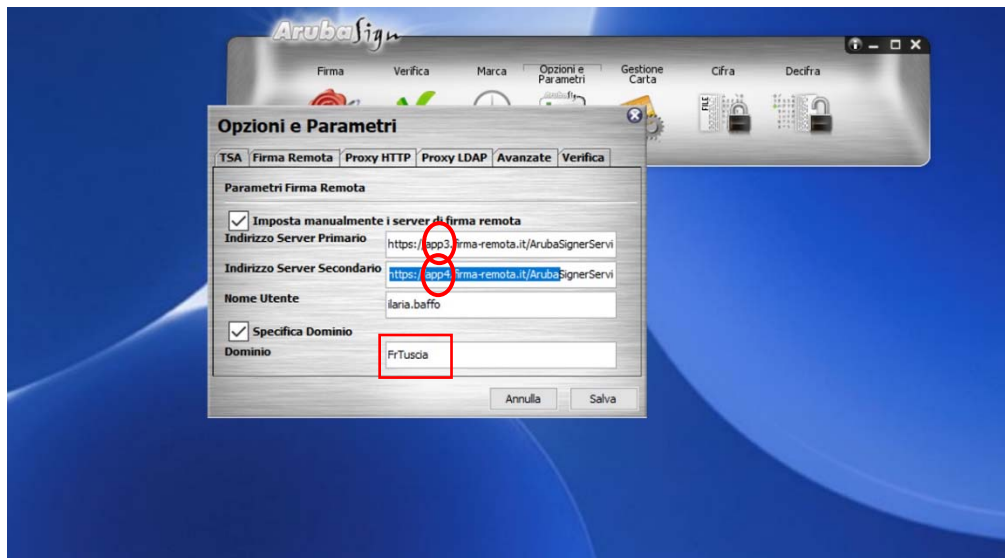 ArubaSign
Firma Verifica Marca Opzioni e Parametri Gestione Carta Cifra Decifra
FILE
Opzioni e Parametri
TSA Firma Remota Proxy HTTP Proxy LDAP Avanzate Verifica
Parametri Firma Remota
Imposta manualmente i server di firma remota
Indirizzo Server Primario https://app3.firma-remota.it/ArubaSignerServi
Indirizzo Server Secondario https://app4.firma-remota.it/ArubaSignerServi
Nome Utente ilaria.baffo
Specifica Dominio
Dominio FrTuscia
Annulla Salva